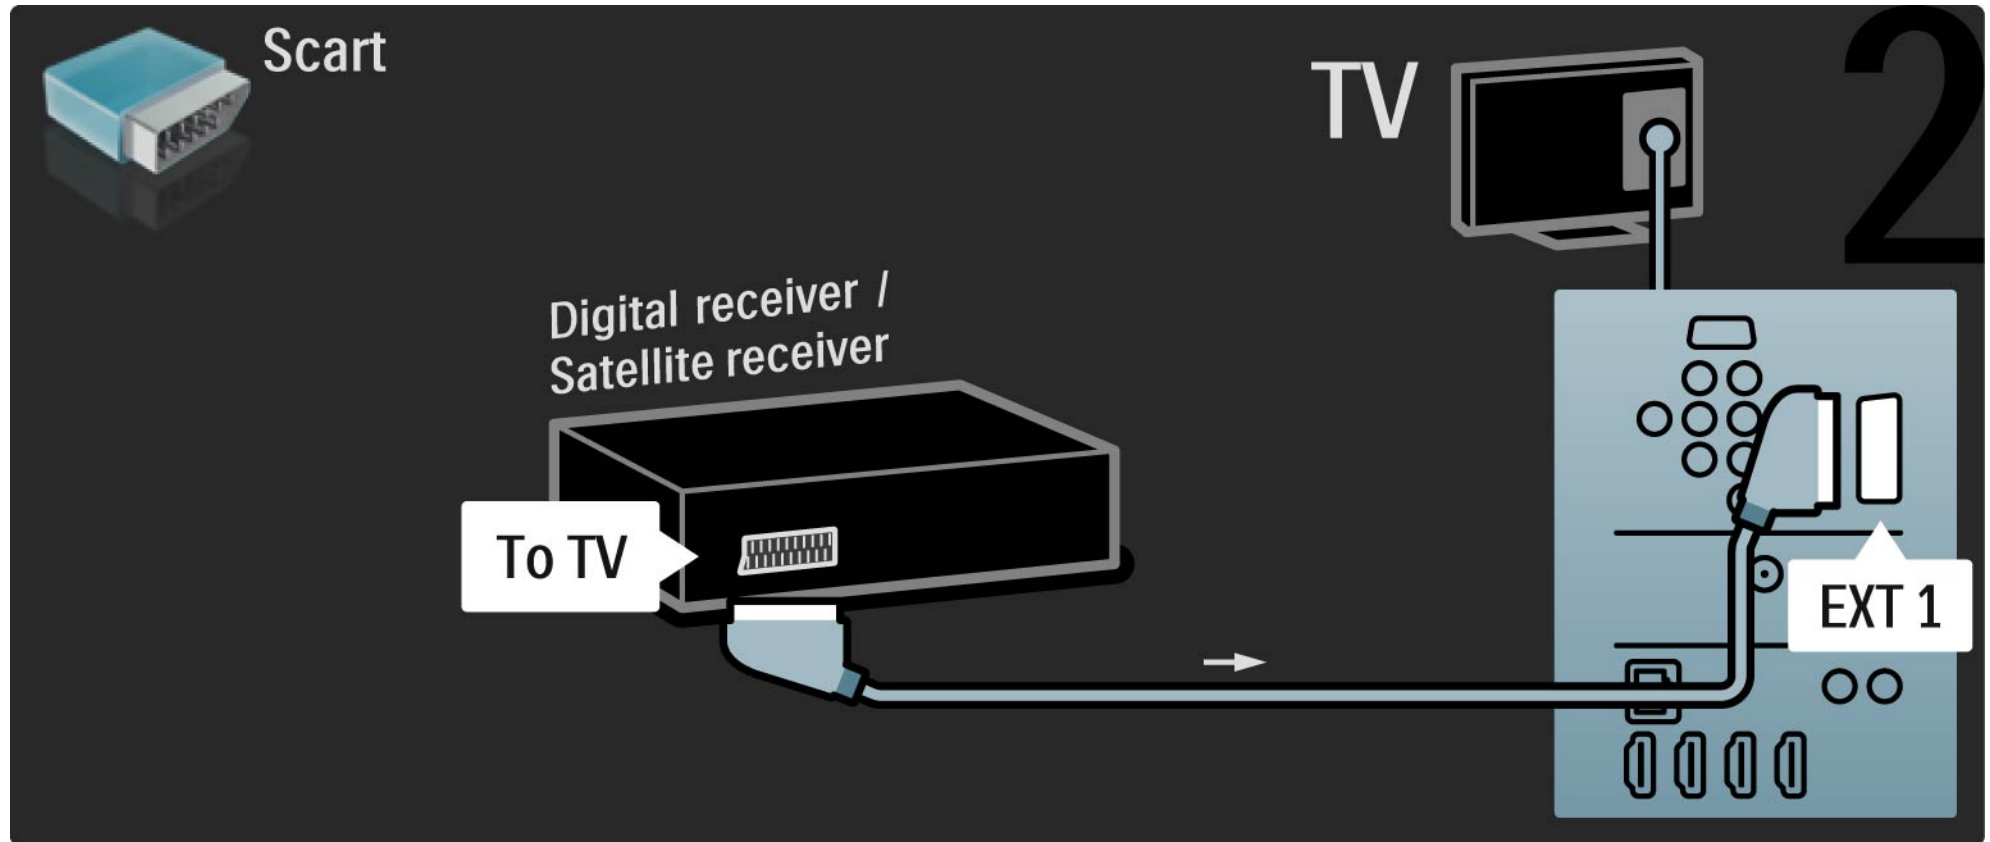 Scart
TV
2
Digital receiver /
Satellite receiver
To TV
EXT 1